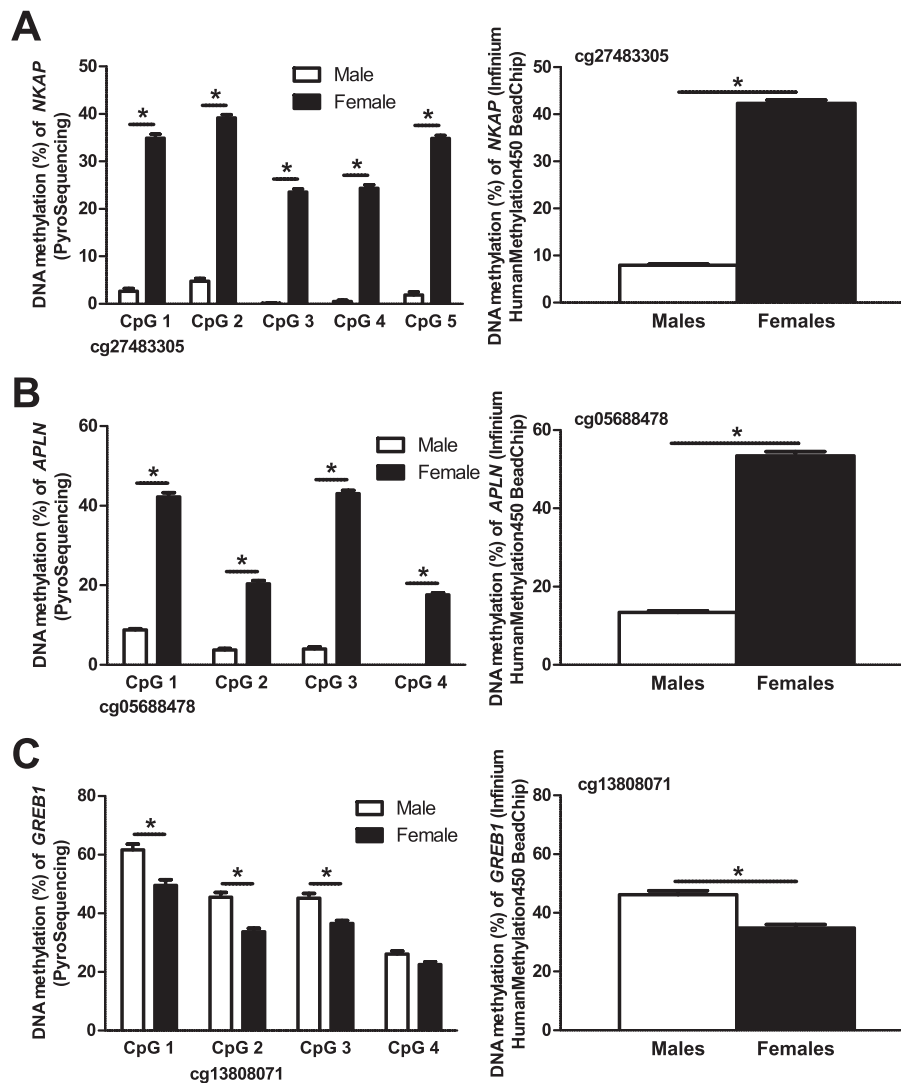 A
DNA methylation (%) of NKAP
(PyroSequencing)
50
40
30
20
10
0
Male
Female
*
*
*
*
*
CpG 1
CpG 2
CpG 3
CpG 4
CpG 5
cg27483305
DNA methylation (%) of NKAP (Infinium
HumanMethylation450 BeadChip)
cg27483305
50
40
30
20
10
0
*
Males
Females
B
DNA methylation (%) of APLN
(PyroSequencing)
60
40
20
0
Male
Female
*
*
*
*
CpG 1
CpG 2
CpG 3
CpG 4
cg05688478
DNA methylation (%) of APLN (Infinium
HumanMethylation450 BeadChip)
cg05688478
60
40
20
0
*
Males
Females
C
DNA methylation (%) of GREB1
(PyroSequencing)
80
60
40
20
0
Male
Female
*
*
*
CpG 1
CpG 2
CpG 3
CpG 4
cg13808071
DNA methylation (%) of GREB1 (Infinium
HumanMethylation450 BeadChip)
cg13808071
80
60
40
20
0
*
Males
Females